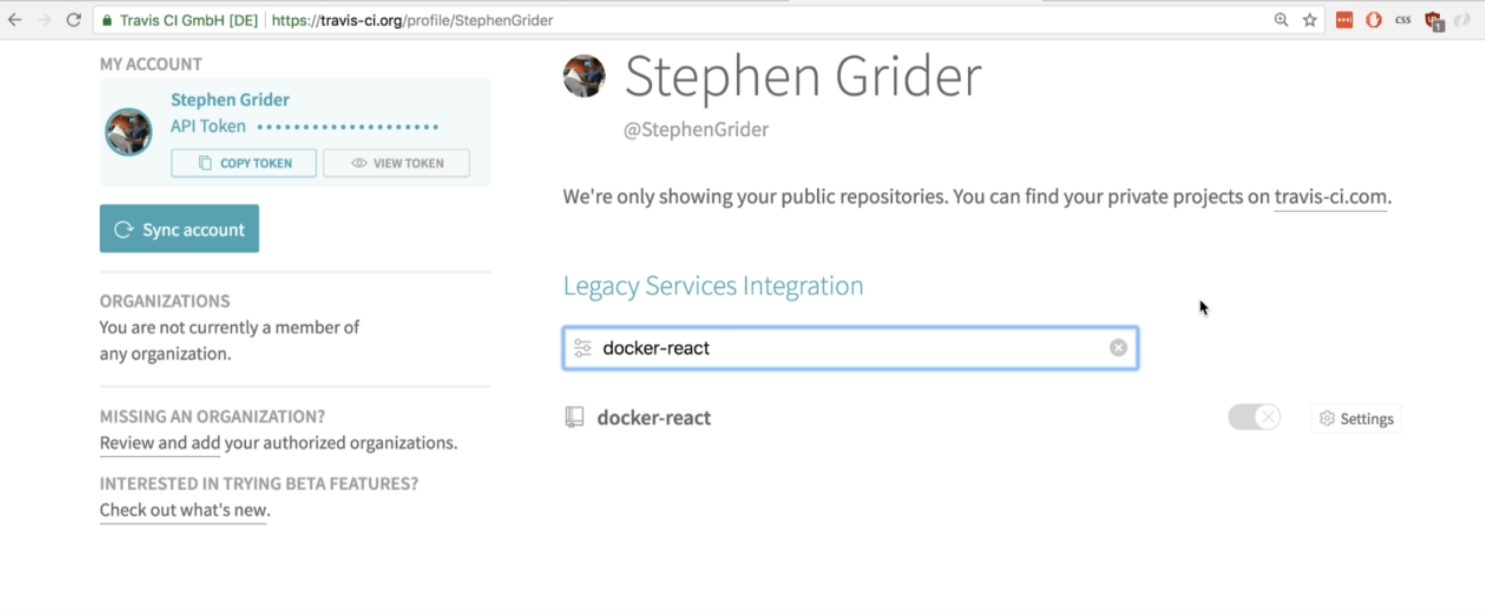 Travis CI GmbH [DE] https://travis-ci.org/profile/StephenGrider
css
1
MY ACCOUNT
Stephen Grider
API Token ••••••••••••••••••••
COPY TOKEN
VIEW TOKEN
Sync account
ORGANIZATIONS
You are not currently a member of
any organization.
MISSING AN ORGANIZATION?
Review and add your authorized organizations.
INTERESTED IN TRYING BETA FEATURES?
Check out what's new.
Stephen Grider
@StephenGrider
We're only showing your public repositories. You can find your private projects on travis-ci.com.
Legacy Services Integration
docker-react
docker-react
Settings